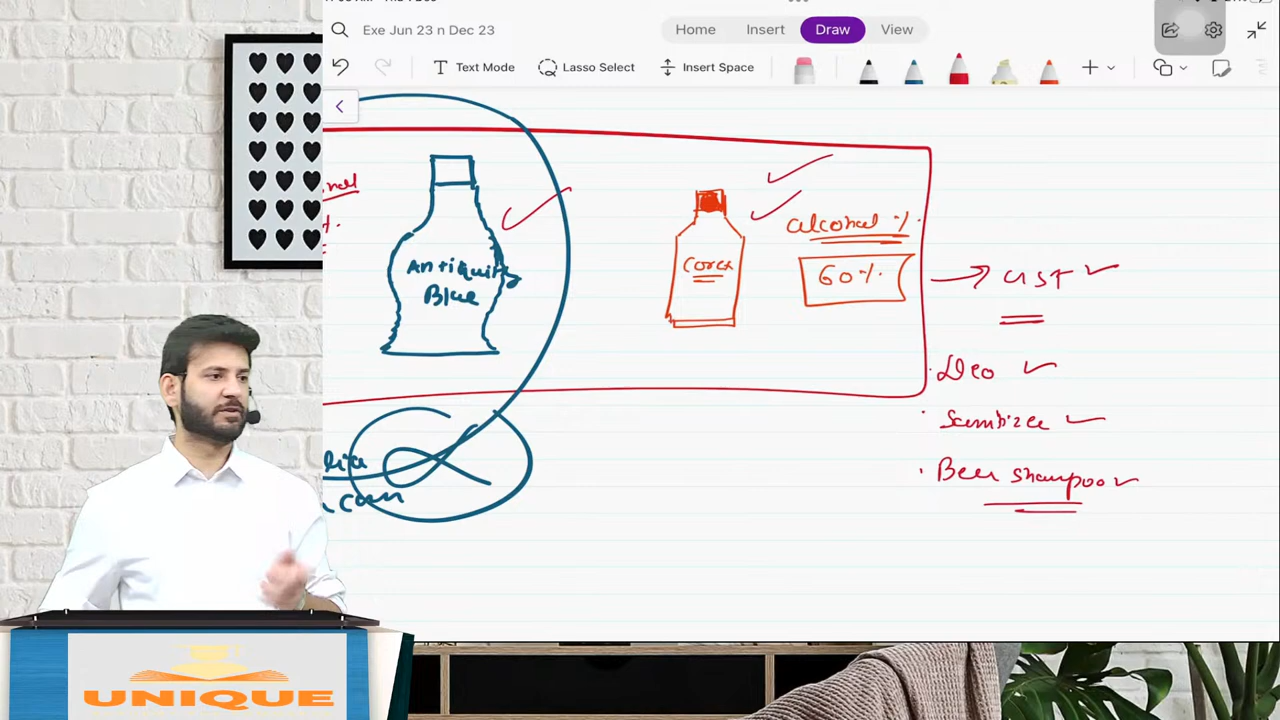 Exe Jun 23 n Dec 23
Home
Insert
Draw
View
Text Mode
Lasso Select
Insert Space
Antiquity
Blue
Corex
alcohol %
60%
GST
Deo
Sanitizer
Beer shampoo
UNIQUE